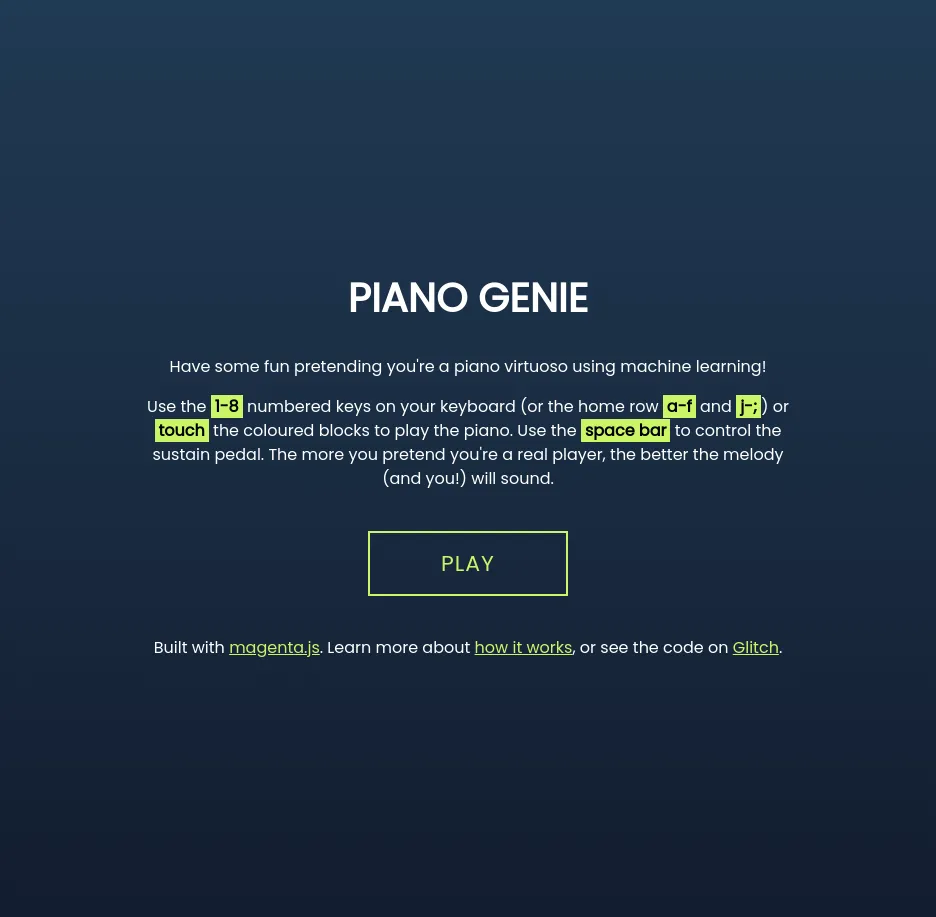 PIANO GENIE
Have some fun pretending you're a piano virtuoso using machine learning!
Use the 1-8 numbered keys on your keyboard (or the home row a-f and j-;) or
touch the coloured blocks to play the piano. Use the space bar to control the
sustain pedal. The more you pretend you're a real player, the better the melody
(and you!) will sound.
PLAY
Built with magenta.js. Learn more about how it works, or see the code on Glitch.